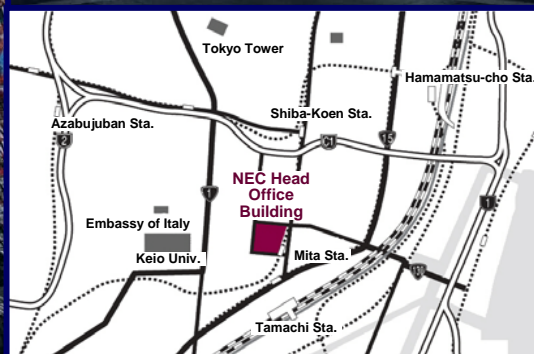 Tokyo Tower
Hamamatsu-cho Sta.
Shiba-Koen Sta.
Azabujuban Sta.
15
2
C1
NEC Head
Office
Building
1
1
Embassy of Italy
Keio Univ.
Mita Sta.
Tamachi Sta.